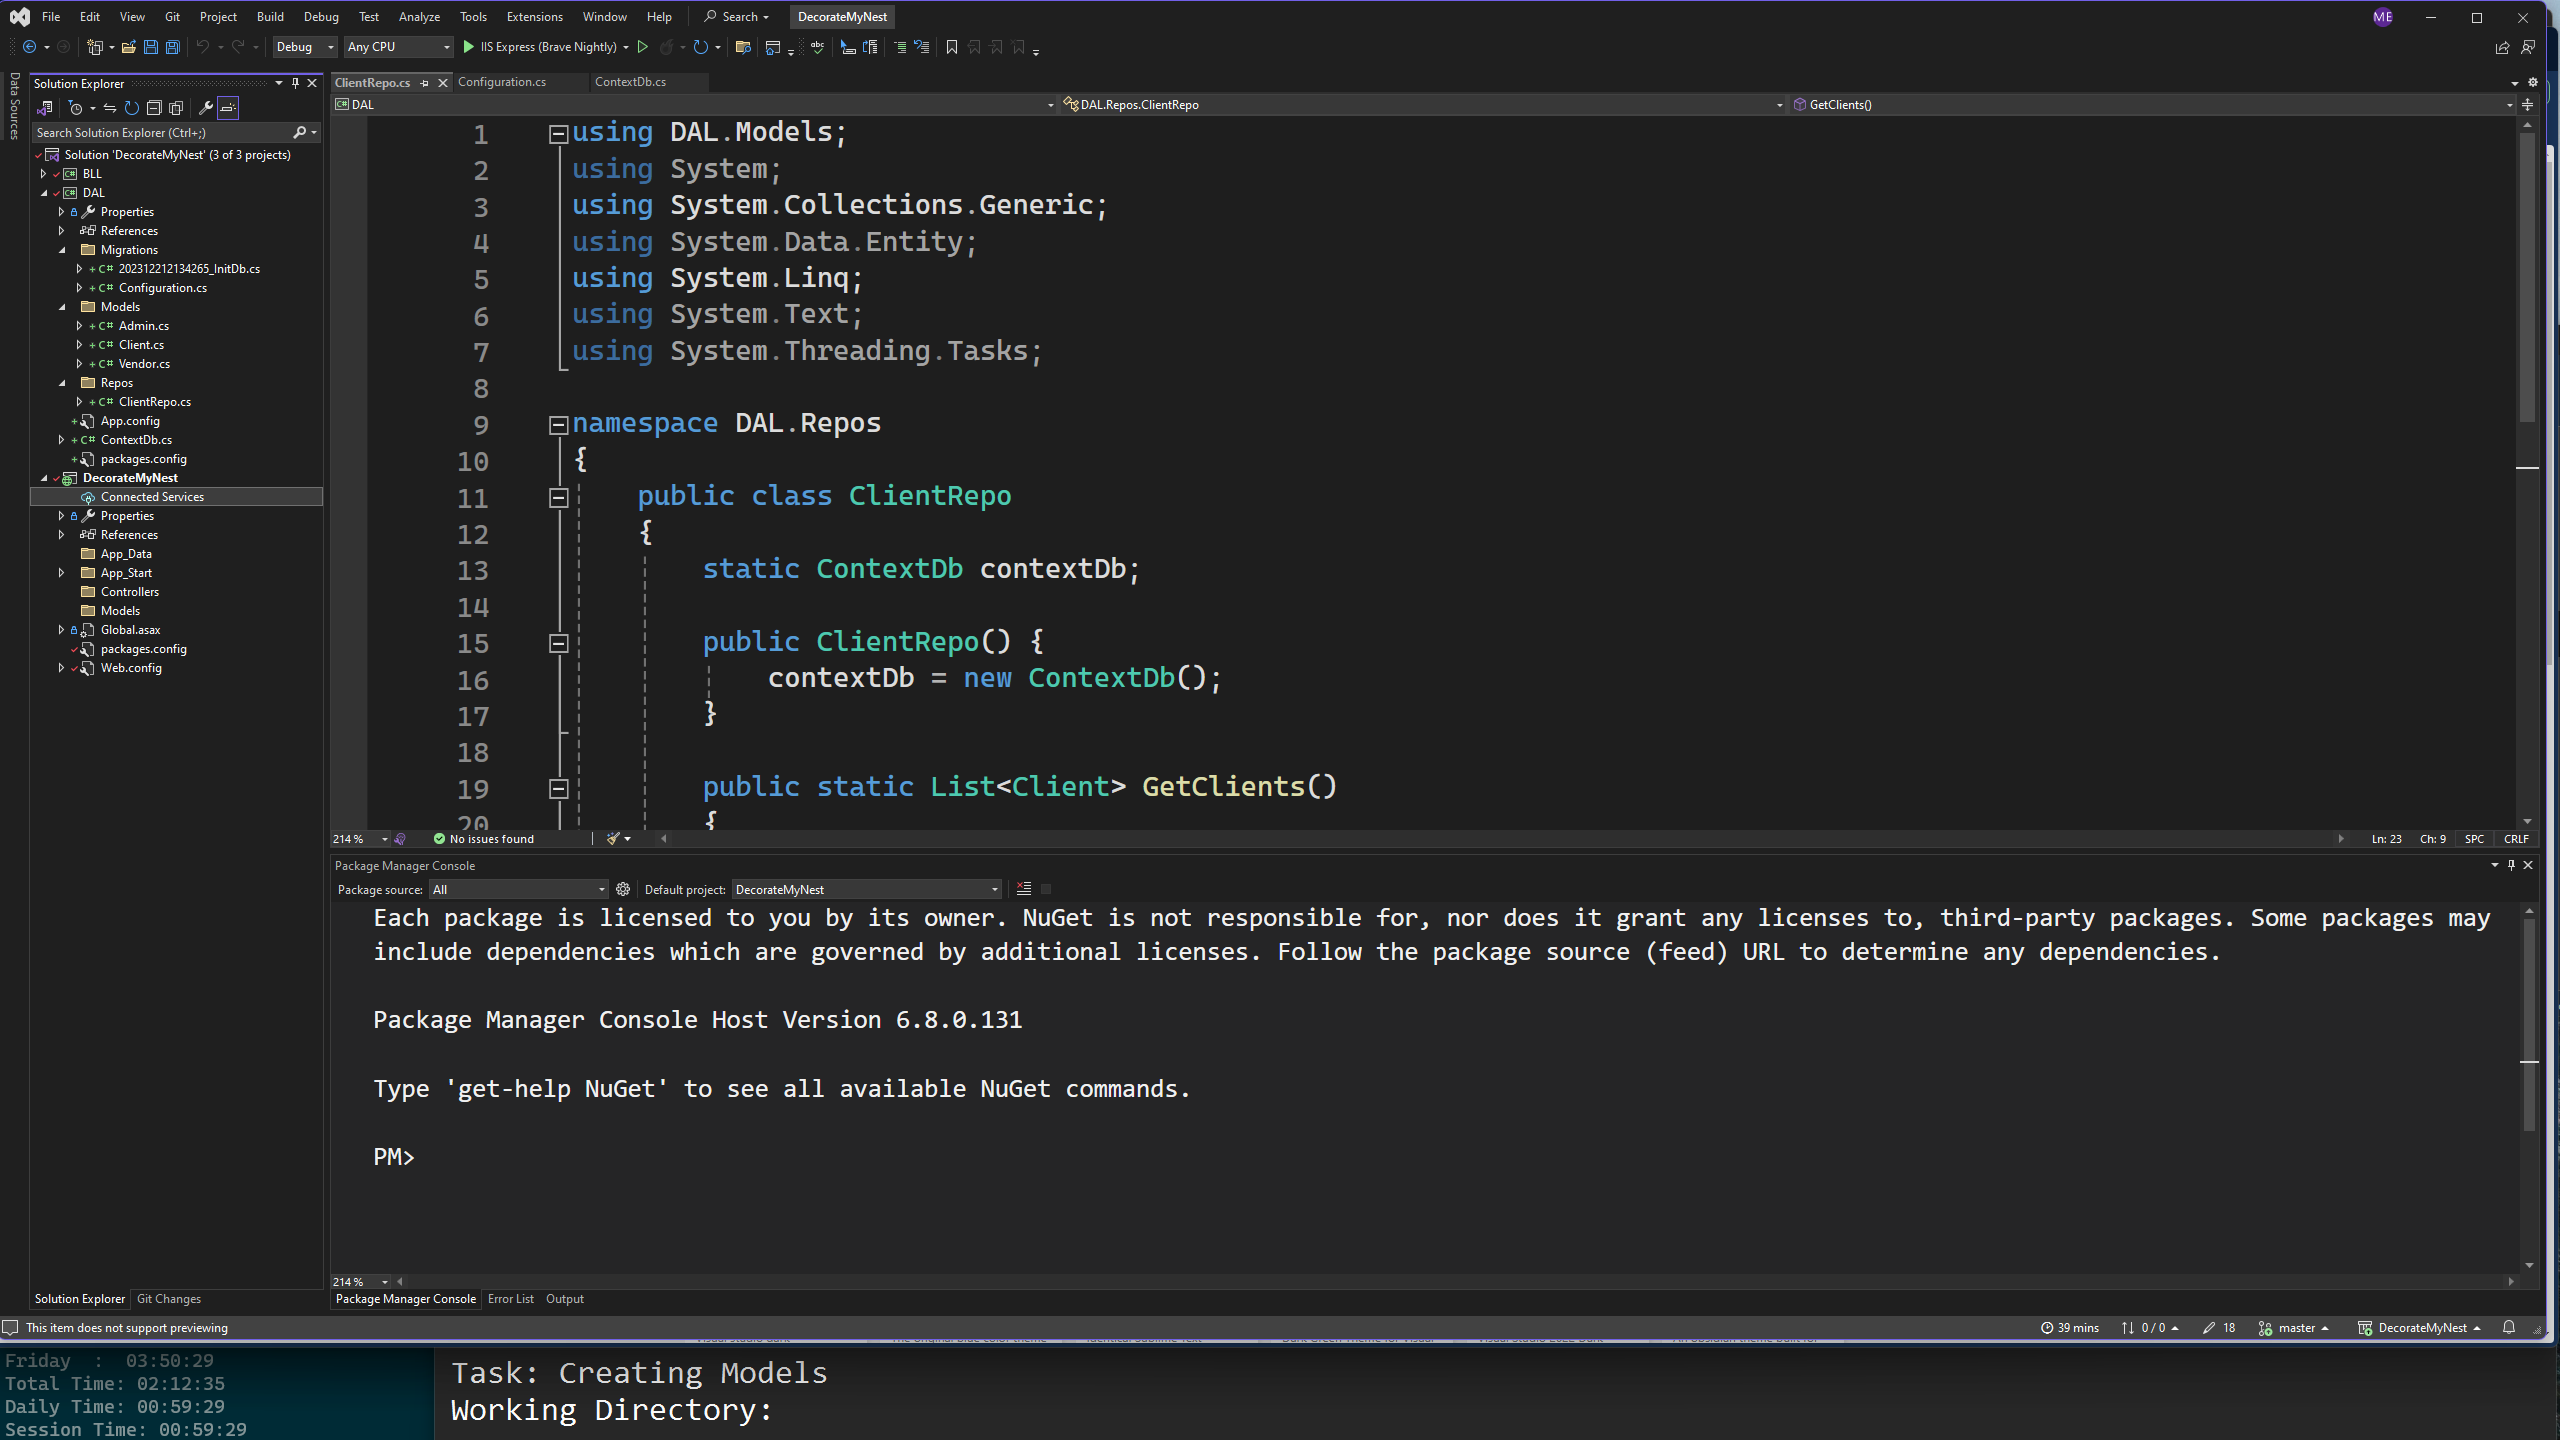 File Edit View Git Project Build Debug Test Analyze Tools Extensions Window Help Search DecorateMyNest ME
Debug Any CPU IIS Express (Brave Nightly)
Data Sources
Solution Explorer
Search Solution Explorer (Ctrl+;)
Solution 'DecorateMyNest' (3 of 3 projects)
BLL
DAL
Properties
References
Migrations
202312212134265_InitDb.cs
Configuration.cs
Models
Admin.cs
Client.cs
Vendor.cs
Repos
ClientRepo.cs
App.config
ContextDb.cs
packages.config
DecorateMyNest
Connected Services
Properties
References
App_Data
App_Start
Controllers
Models
Global.asax
packages.config
Web.config
Solution Explorer Git Changes
ClientRepo.cs Configuration.cs ContextDb.cs
DAL DAL.Repos.ClientRepo GetClients()
1 using DAL.Models;
2 using System;
3 using System.Collections.Generic;
4 using System.Data.Entity;
5 using System.Linq;
6 using System.Text;
7 using System.Threading.Tasks;
8
9 namespace DAL.Repos
10 {
11 public class ClientRepo
12 {
13 static ContextDb contextDb;
14
15 public ClientRepo() {
16 contextDb = new ContextDb();
17 }
18
19 public static List<Client> GetClients()
20 {
214 % No issues found Ln: 23 Ch: 9 SPC CRLF
Package Manager Console
Package source: All Default project: DecorateMyNest
Each package is licensed to you by its owner. NuGet is not responsible for, nor does it grant any licenses to, third-party packages. Some packages may
include dependencies which are governed by additional licenses. Follow the package source (feed) URL to determine any dependencies.
Package Manager Console Host Version 6.8.0.131
Type 'get-help NuGet' to see all available NuGet commands.
PM>
214 %
Package Manager Console Error List Output
This item does not support previewing 39 mins 0 / 0 18 master DecorateMyNest
Friday : 03:50:29
Total Time: 02:12:35
Daily Time: 00:59:29
Session Time: 00:59:29
Task: Creating Models
Working Directory: